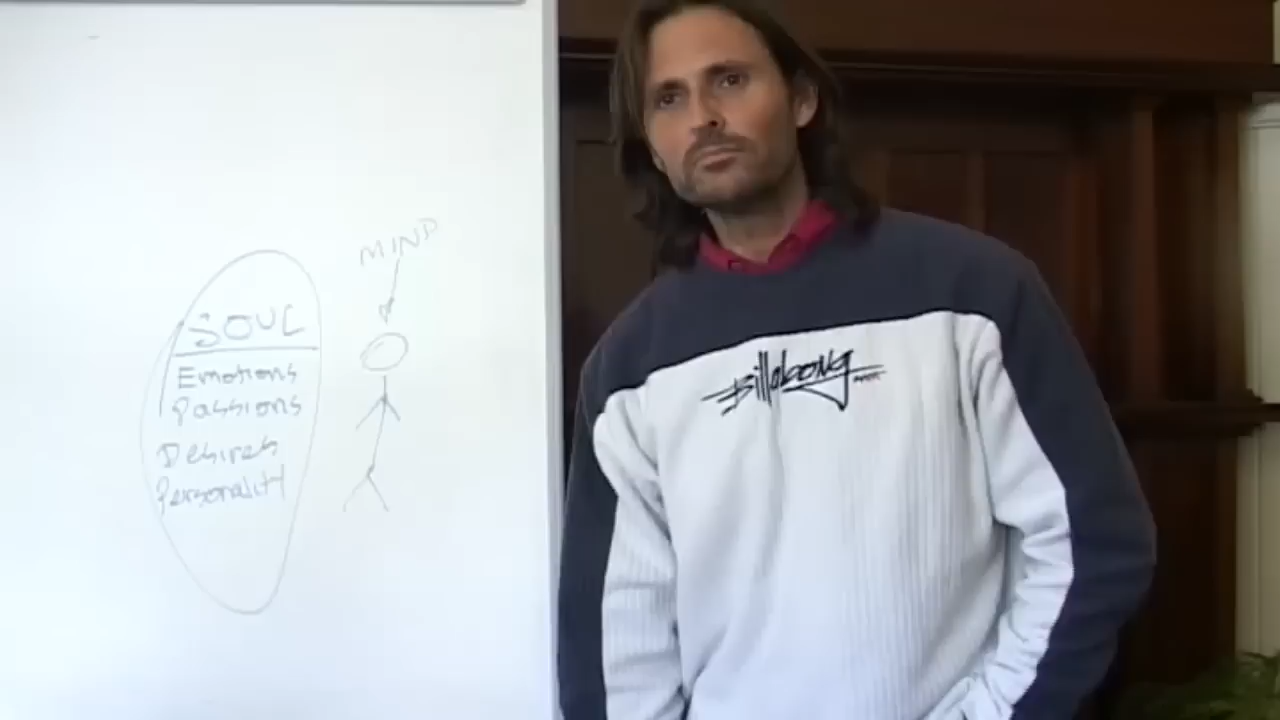 MIND
SOUL
Emotions
Passions
Desires
Personality
Billabong